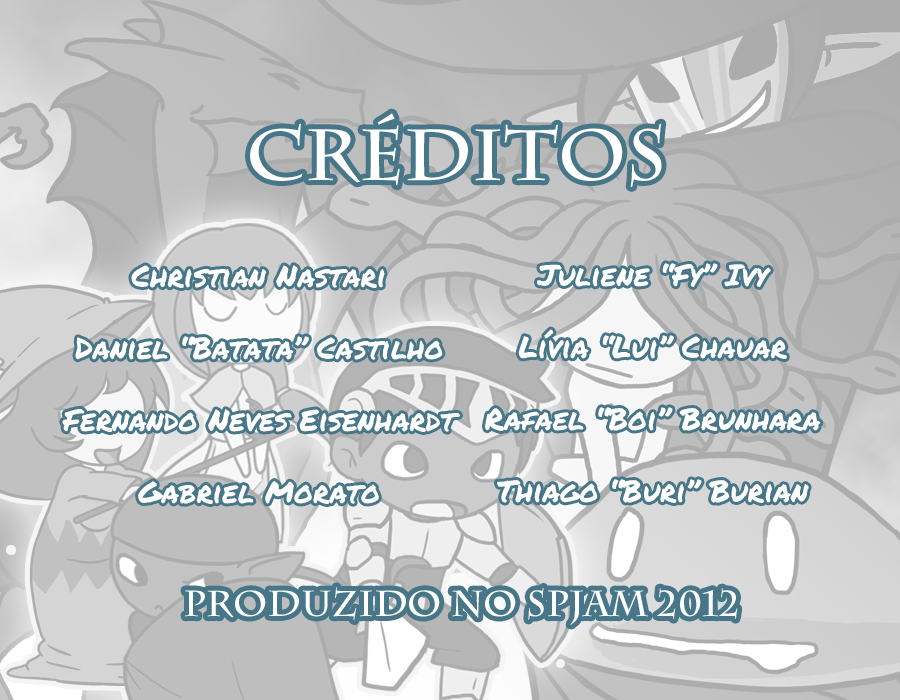 CRÉDITOS
Christian Nastari
Daniel “Batata” Castilho
Fernando Neves Eisenhardt
Gabriel Morato
Juliene “Fy” Ivy
Lívia “Lui” Chauar
Rafael “Boi” Brunhara
Thiago “Buri” Burian
PRODUZIDO NO SPJAM 2012